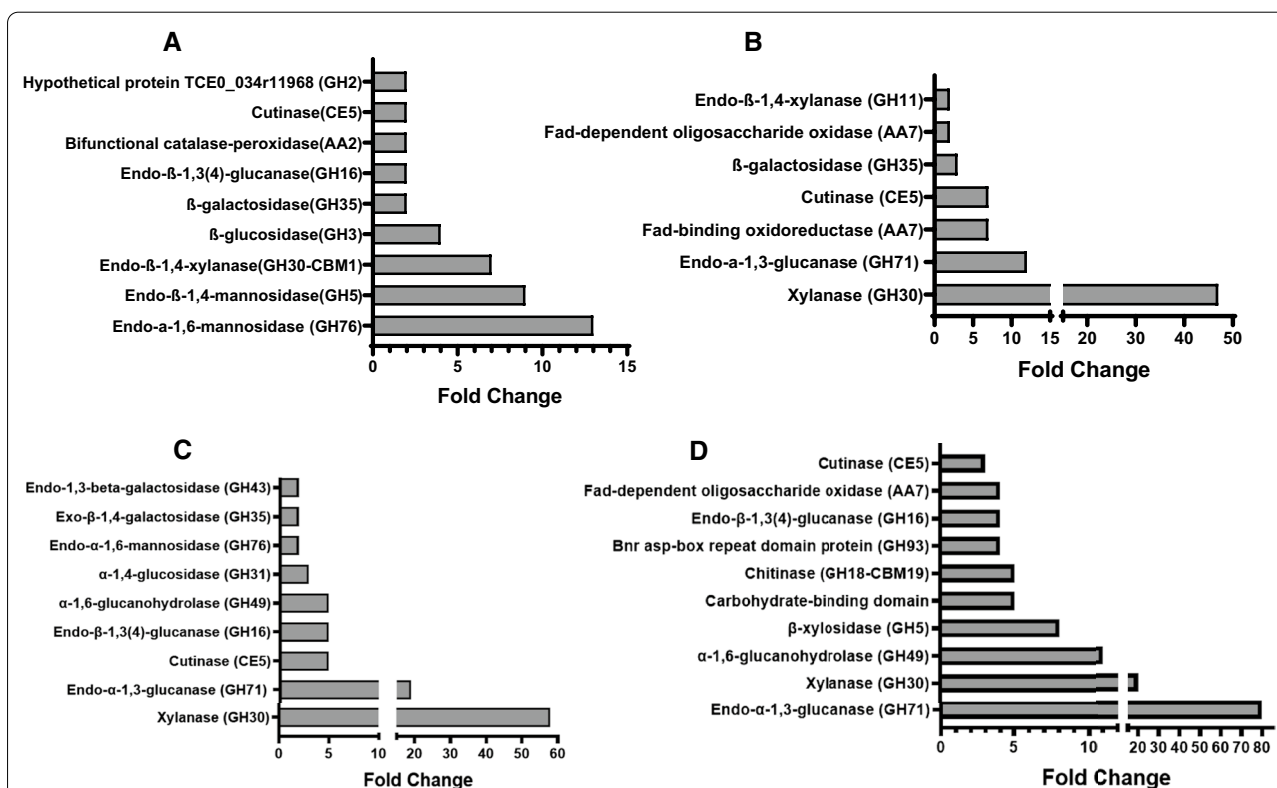 A
Hypothetical protein TCE0_034r11968 (GH2)
Cutinase(CE5)
Bifunctional catalase-peroxidase(AA2)
Endo-ß-1,3(4)-glucanase(GH16)
ß-galactosidase(GH35)
ß-glucosidase(GH3)
Endo-ß-1,4-xylanase(GH30-CBM1)
Endo-ß-1,4-mannosidase(GH5)
Endo-a-1,6-mannosidase (GH76)
0 5 10 15
Fold Change
B
Endo-ß-1,4-xylanase (GH11)
Fad-dependent oligosaccharide oxidase (AA7)
ß-galactosidase (GH35)
Cutinase (CE5)
Fad-binding oxidoreductase (AA7)
Endo-a-1,3-glucanase (GH71)
Xylanase (GH30)
0 5 10 15 20 30 40 50
Fold Change
C
Endo-1,3-beta-galactosidase (GH43)
Exo-β-1,4-galactosidase (GH35)
Endo-α-1,6-mannosidase (GH76)
α-1,4-glucosidase (GH31)
α-1,6-glucanohydrolase (GH49)
Endo-β-1,3(4)-glucanase (GH16)
Cutinase (CE5)
Endo-α-1,3-glucanase (GH71)
Xylanase (GH30)
0 5 10 20 30 40 50 60
Fold Change
D
Cutinase (CE5)
Fad-dependent oligosaccharide oxidase (AA7)
Endo-β-1,3(4)-glucanase (GH16)
Bnr asp-box repeat domain protein (GH93)
Chitinase (GH18-CBM19)
Carbohydrate-binding domain
β-xylosidase (GH5)
α-1,6-glucanohydrolase (GH49)
Xylanase (GH30)
Endo-α-1,3-glucanase (GH71)
0 5 10 20 30 40 50 60 70 80
Fold Change